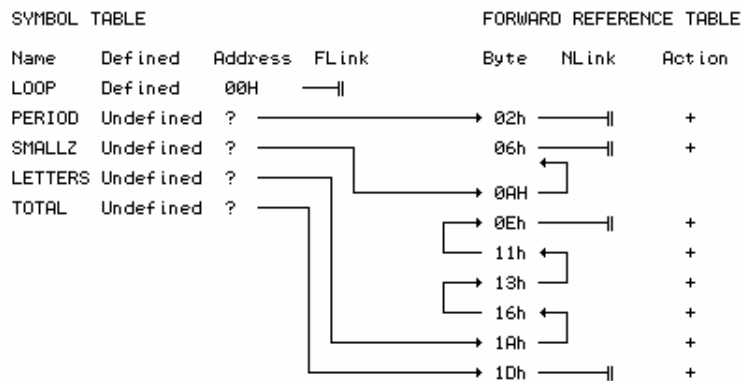 SYMBOL TABLE FORWARD REFERENCE TABLE
Name Defined Address FLink Byte NLink Action
LOOP Defined 00H
PERIOD Undefined ? 02h +
SMALLZ Undefined ? 06h +
0AH
LETTERS Undefined ?
TOTAL Undefined ? 0Eh +
11h +
13h +
16h +
1Ah +
1Dh +